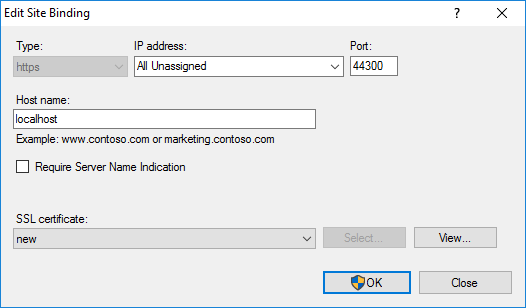 Edit Site Binding
?
Type:
IP address:
Port:
https
All Unassigned
44300
Host name:
localhost
Example: www.contoso.com or marketing.contoso.com
Require Server Name Indication
SSL certificate:
new
Select...
View...
OK
Close